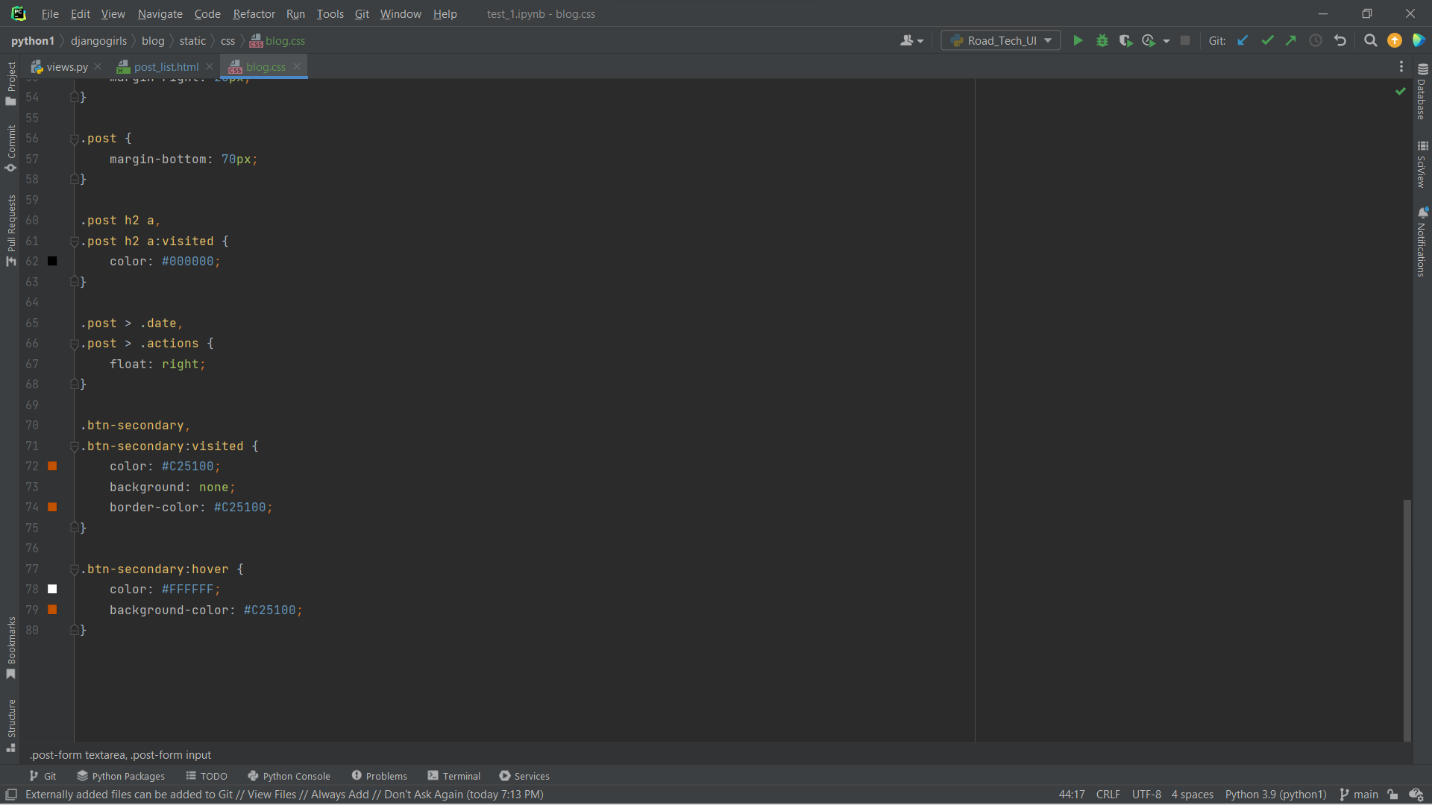 File Edit View Navigate Code Refactor Run Tools Git Window Help test_1.ipynb - blog.css
python1 djangogirls blog static css blog.css Road_Tech_UI Git:
views.py post_list.html blog.css
54 }
55
56 .post {
57 margin-bottom: 70px;
58 }
59
60 .post h2 a,
61 .post h2 a:visited {
62 color: #000000;
63 }
64
65 .post > .date,
66 .post > .actions {
67 float: right;
68 }
69
70 .btn-secondary,
71 .btn-secondary:visited {
72 color: #C25100;
73 background: none;
74 border-color: #C25100;
75 }
76
77 .btn-secondary:hover {
78 color: #FFFFFF;
79 background-color: #C25100;
80 }
Project
Commit
Pull Requests
Bookmarks
Structure
Database
SciView
Notifications
.post-form textarea, .post-form input
Git Python Packages TODO Python Console Problems Terminal Services
Externally added files can be added to Git // View Files // Always Add // Don't Ask Again (today 7:13 PM) 44:17 CRLF UTF-8 4 spaces Python 3.9 (python1) main